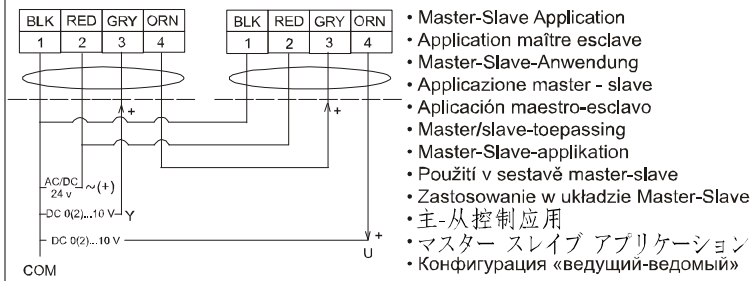 BLK RED GRY ORN
1 2 3 4
BLK RED GRY ORN
1 2 3 4
+
+
AC/DC
24 v ~(+)
DC 0(2)...10 V Y
DC 0(2)...10 V
+
U
COM
• Master-Slave Application
• Application maître esclave
• Master-Slave-Anwendung
• Applicazione master - slave
• Aplicación maestro-esclavo
• Master/slave-toepassing
• Master-Slave-applikation
• Použití v sestavě master-slave
• Zastosowanie w układzie Master-Slave
• 主-从控制应用
• マスター スレイブ アプリケーション
• Конфигурация «ведущий-ведомый»